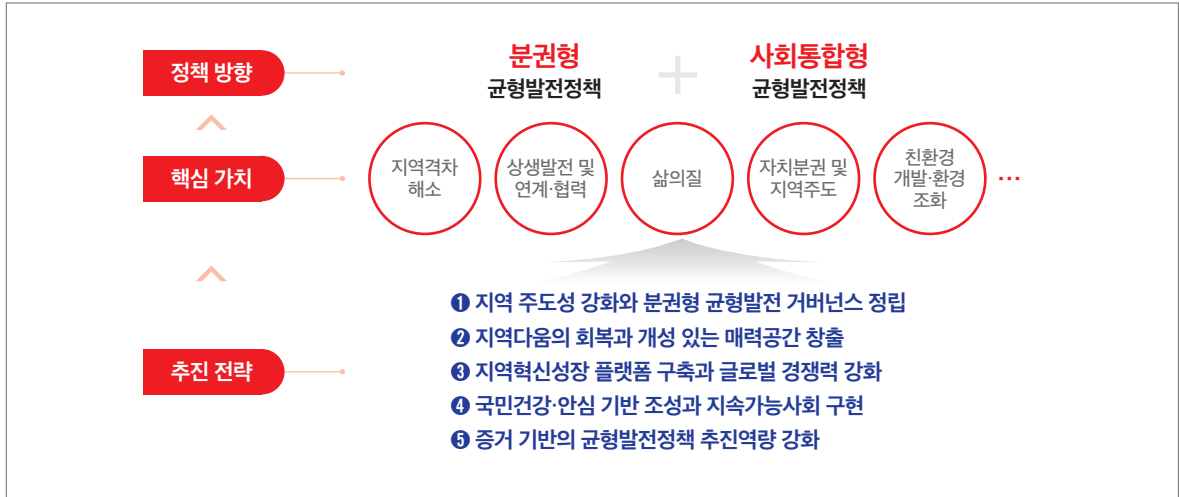 정책 방향
분권형
균형발전정책
+
사회통합형
균형발전정책
핵심 가치
지역격차
해소
상생발전 및
연계·협력
삶의질
자치분권 및
지역주도
친환경
개발·환경
조화
…
추진 전략
❶ 지역 주도성 강화와 분권형 균형발전 거버넌스 정립
❷ 지역다움의 회복과 개성 있는 매력공간 창출
❸ 지역혁신성장 플랫폼 구축과 글로벌 경쟁력 강화
❹ 국민건강·안심 기반 조성과 지속가능사회 구현
❺ 증거 기반의 균형발전정책 추진역량 강화